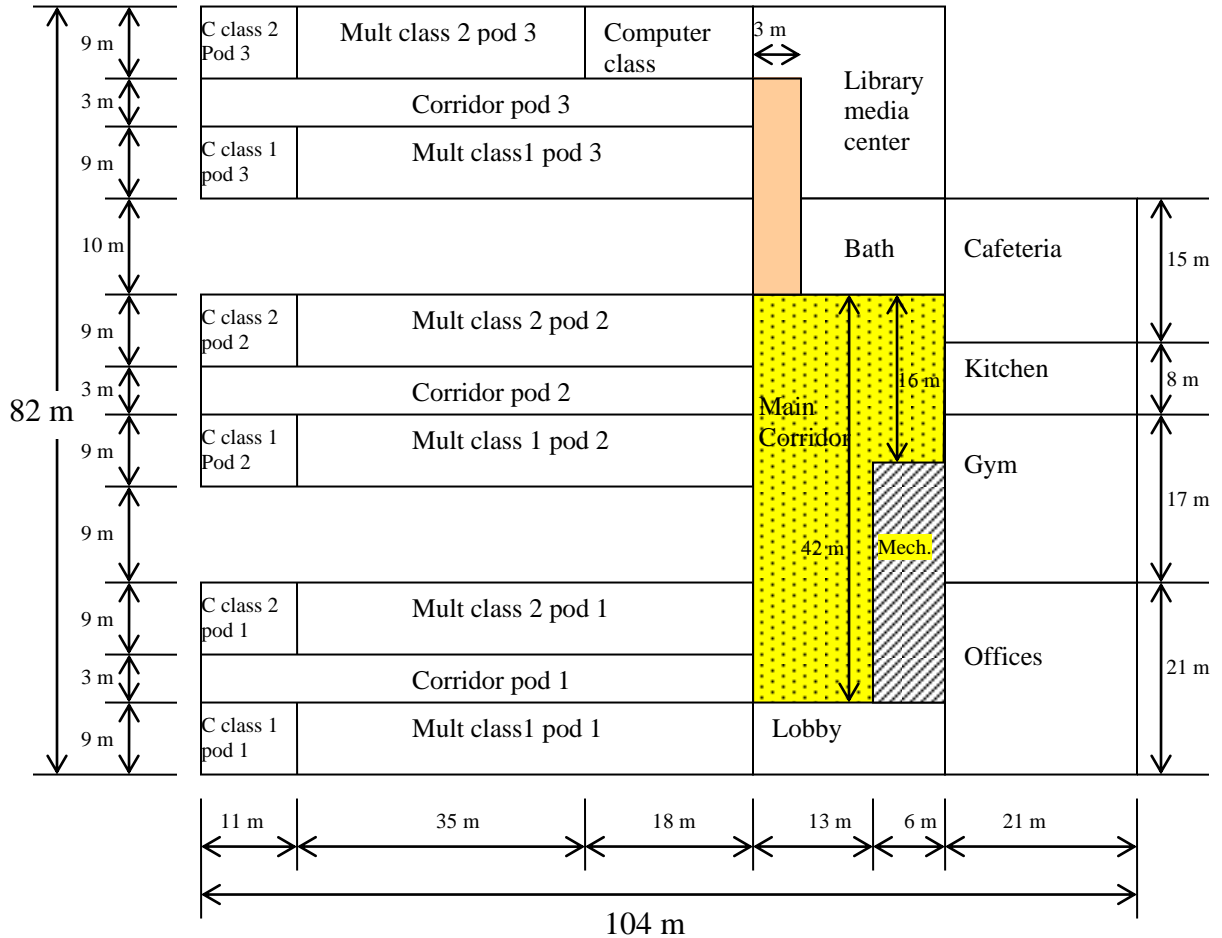 9 m
C class 2
Pod 3
Mult class 2 pod 3
Computer
class
3 m
Library
media
center
3 m
Corridor pod 3
9 m
C class 1
pod 3
Mult class1 pod 3
10 m
Bath
Cafeteria
15 m
9 m
C class 2
pod 2
Mult class 2 pod 2
82 m
3 m
Corridor pod 2
16 m
Main
Corridor
Kitchen
8 m
9 m
C class 1
Pod 2
Mult class 1 pod 2
Gym
17 m
9 m
42 m
Mech.
9 m
C class 2
pod 1
Mult class 2 pod 1
3 m
Corridor pod 1
Offices
21 m
9 m
C class 1
pod 1
Mult class1 pod 1
Lobby
11 m
35 m
18 m
13 m
6 m
21 m
104 m